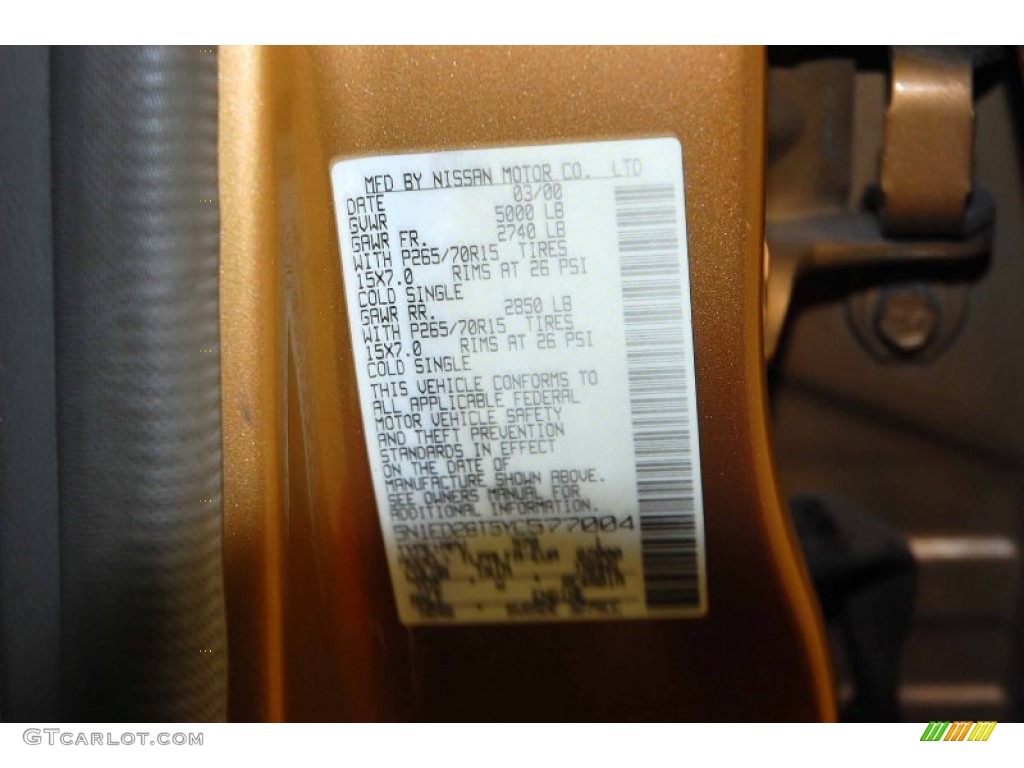 MFD BY NISSAN MOTOR CO. LTD
DATE 03/00
GVWR 5000 LB
GAWR FR. 2740 LB
WITH P265/70R15 TIRES
15X7.0 RIMS AT 26 PSI
COLD SINGLE
GAWR RR. 2850 LB
WITH P265/70R15 TIRES
15X7.0 RIMS AT 26 PSI
COLD SINGLE
THIS VEHICLE CONFORMS TO
ALL APPLICABLE FEDERAL
MOTOR VEHICLE SAFETY
AND THEFT PREVENTION
STANDARDS IN EFFECT
ON THE DATE OF
MANUFACTURE SHOWN ABOVE.
SEE OWNERS MANUAL FOR
ADDITIONAL INFORMATION.
5N1ED28T5YC577004
GTCARLOT.COM